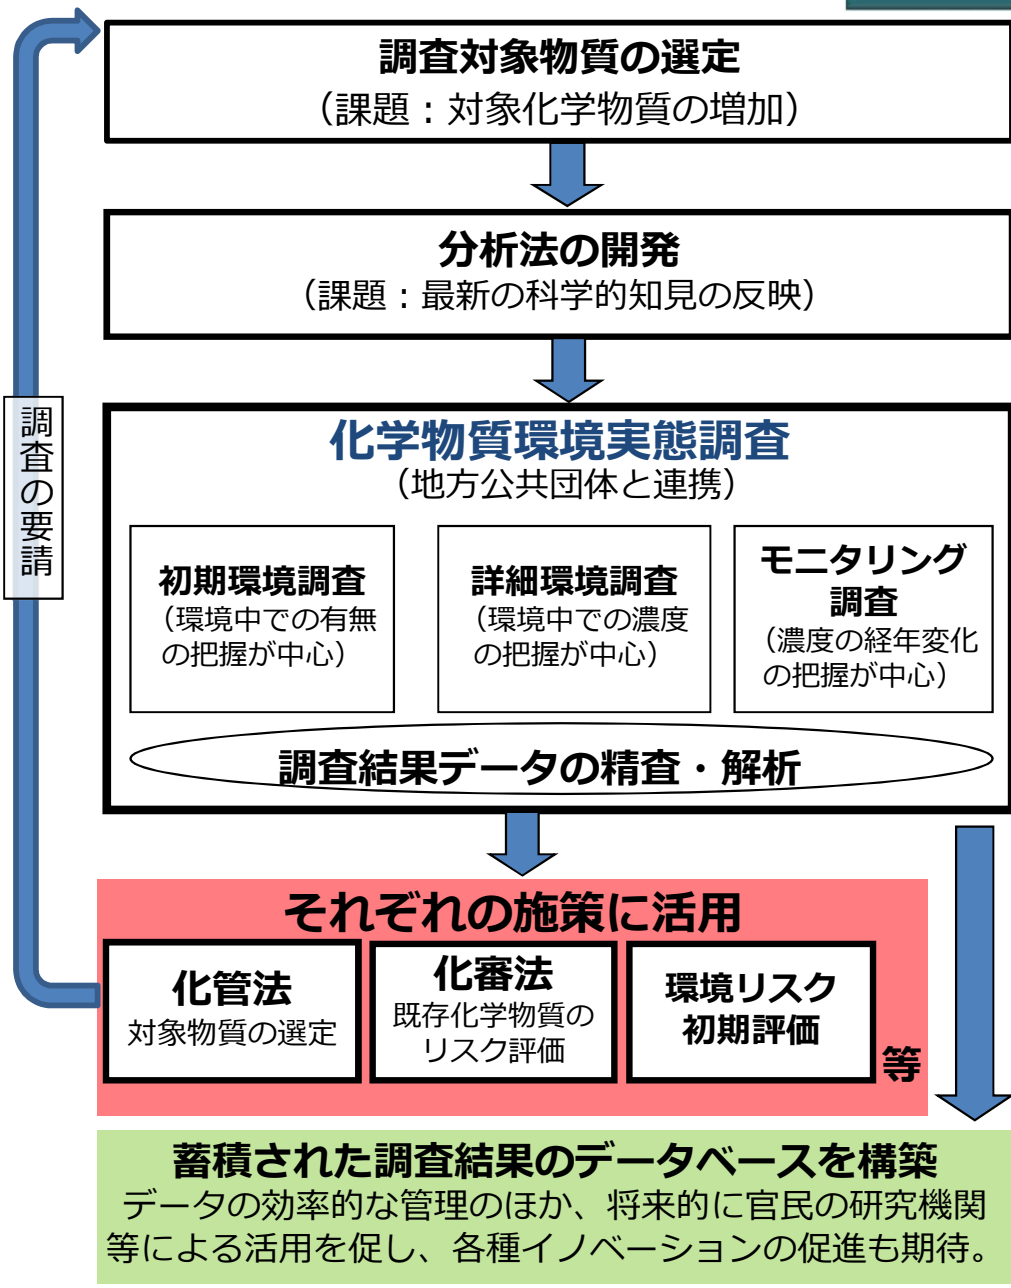 調査対象物質の選定
（課題：対象化学物質の増加）
分析法の開発
（課題：最新の科学的知見の反映）
調査の要請
化学物質環境実態調査
（地方公共団体と連携）
初期環境調査
（環境中での有無
の把握が中心）
詳細環境調査
（環境中での濃度
の把握が中心）
モニタリング
調査
（濃度の経年変化
の把握が中心）
調査結果データの精査・解析
それぞれの施策に活用
化管法
対象物質の選定
化審法
既存化学物質の
リスク評価
環境リスク
初期評価
等
蓄積された調査結果のデータベースを構築
データの効率的な管理のほか、将来的に官民の研究機関
等による活用を促し、各種イノベーションの促進も期待。